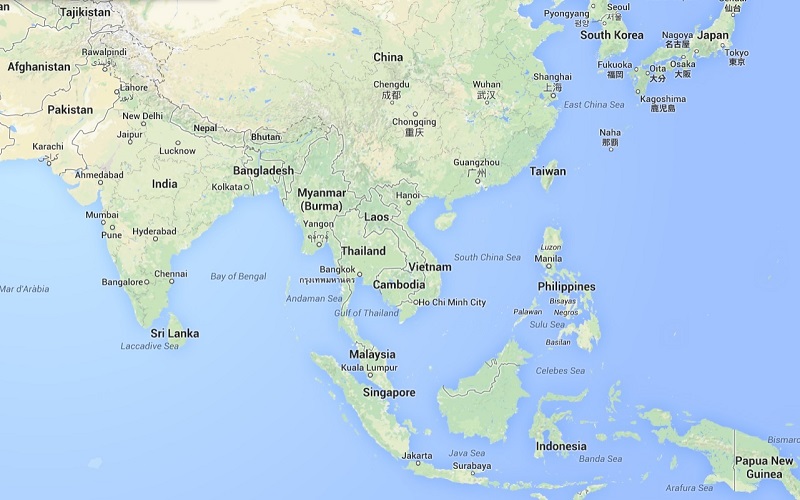 Tajikistan
Pyongyang
평양
Seoul
서울
仙台
Rawalpindi
Afghanistan
China
South Korea
Nagoya
名古屋
Japan
Tokyo
東京
Fukuoka
福岡
Oita
大分
Osaka
大阪
Lahore
Chengdu
成都
Wuhan
武汉
Shanghai
上海
Pakistan
New Delhi
East China Sea
Kagoshima
鹿児島
Chongqing
重庆
Jaipur
Nepal
Bhutan
Karachi
Lucknow
Naha
那覇
Ahmedabad
Bangladesh
Guangzhou
广州
Taiwan
India
Kolkata
Myanmar
(Burma)
Hanoi
Mumbai
Laos
Pune
Hyderabad
Yangon
ရန်ကုန်
Luzon
Thailand
South China Sea
Manila
Vietnam
Bay of Bengal
Bangkok
กรุงเทพมหานคร
Bangalore
Chennai
Cambodia
Philippines
Mar d'Aràbia
Andaman Sea
Ho Chi Minh City
Bisayas
Gulf of Thailand
Palawan
Negros
Sulu Sea
Sri Lanka
Laccadive Sea
Basilan
Malaysia
Kuala Lumpur
Celebes Sea
Singapore
Indonesia
Jakarta
Java Sea
Banda Sea
Surabaya
Papua New
Guinea
Arafura Sea